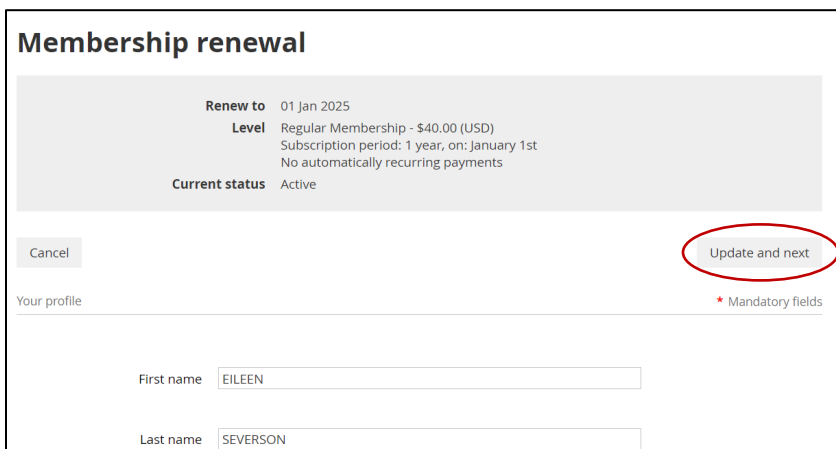 Membership renewal
Renew to 01 Jan 2025
Level Regular Membership - $40.00 (USD)
Subscription period: 1 year, on: January 1st
No automatically recurring payments
Current status Active
Cancel Update and next
Your profile * Mandatory fields
First name EILEEN
Last name SEVERSON